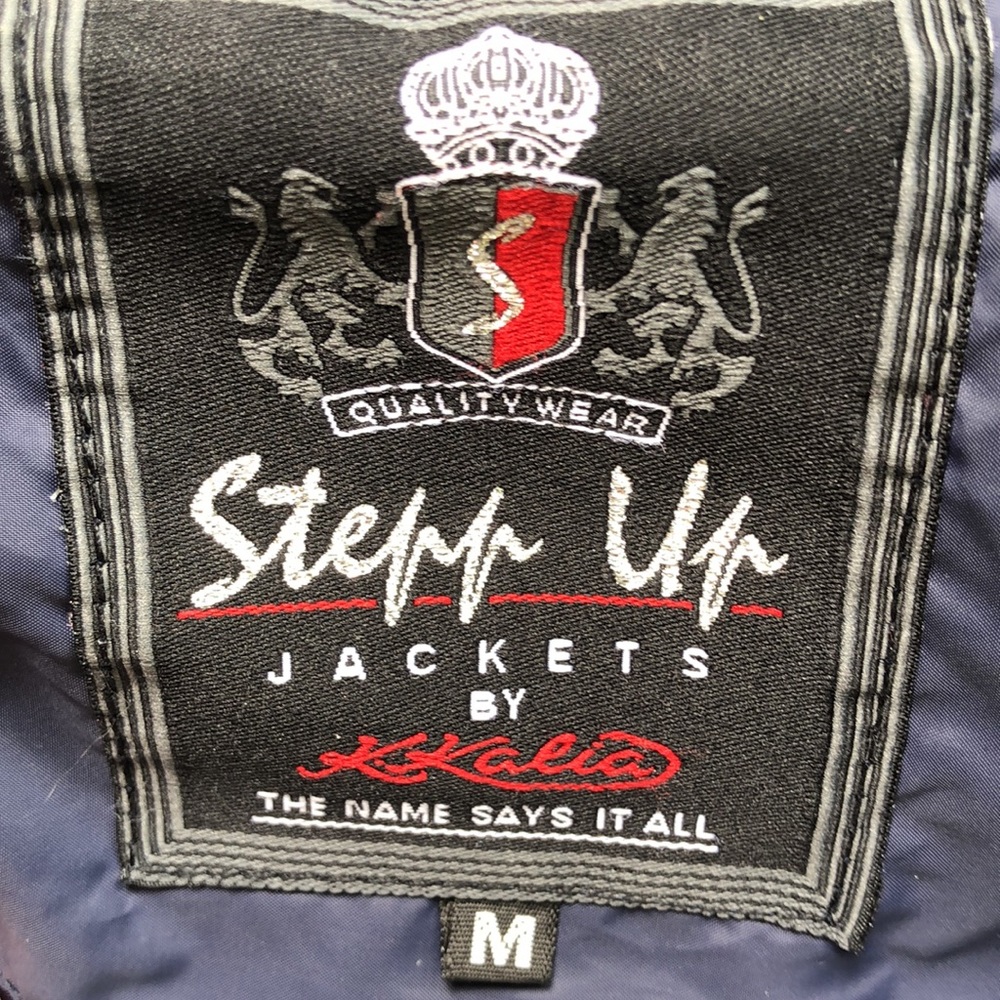 S
QUALITY WEAR
Stepp Up
JACKETS
BY
K.Kalia
THE NAME SAYS IT ALL
M